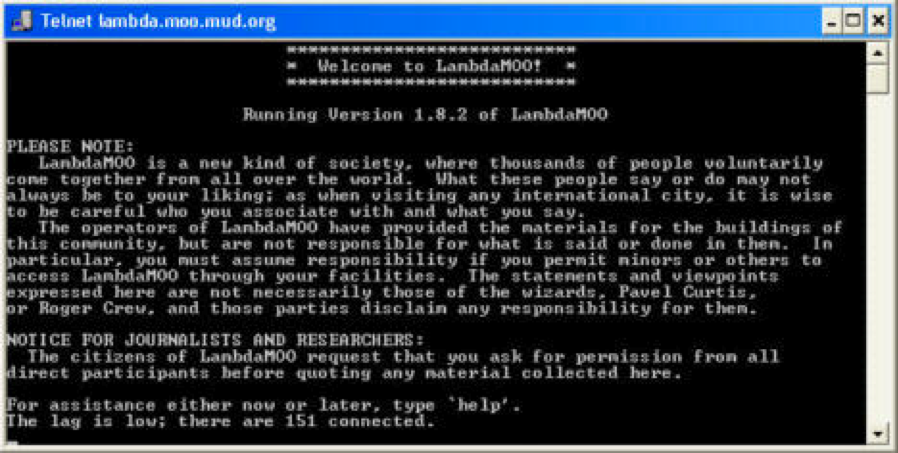 Telnet lambda.moo.mud.org
***************************
* Welcome to LambdaMOO! *
***************************
Running Version 1.8.2 of LambdaMOO
PLEASE NOTE:
LambdaMOO is a new kind of society, where thousands of people voluntarily
come together from all over the world. What these people say or do may not
always be to your liking; as when visiting any international city, it is wise
to be careful who you associate with and what you say.
The operators of LambdaMOO have provided the materials for the buildings of
this community, but are not responsible for what is said or done in them. In
particular, you must assume responsibility if you permit minors or others to
access LambdaMOO through your facilities. The statements and viewpoints
expressed here are not necessarily those of the wizards, Pavel Curtis,
or Roger Crew, and those parties disclaim any responsibility for them.
NOTICE FOR JOURNALISTS AND RESEARCHERS:
The citizens of LambdaMOO request that you ask for permission from all
direct participants before quoting any material collected here.
For assistance either now or later, type `help'.
The lag is low; there are 151 connected.